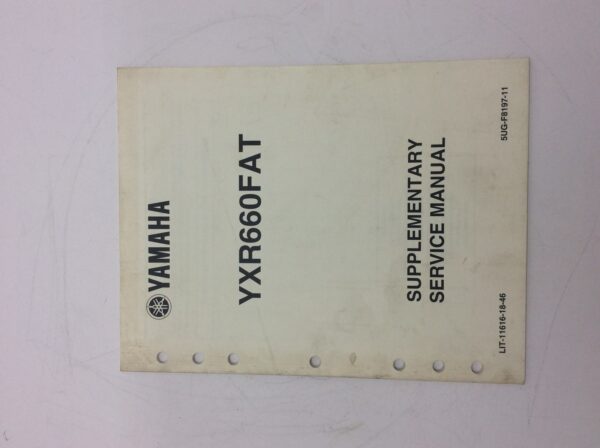 YAMAHA
YXR660FAT
SUPPLEMENTARY
SERVICE MANUAL
LIT-11616-18-46
5UG-F8197-11